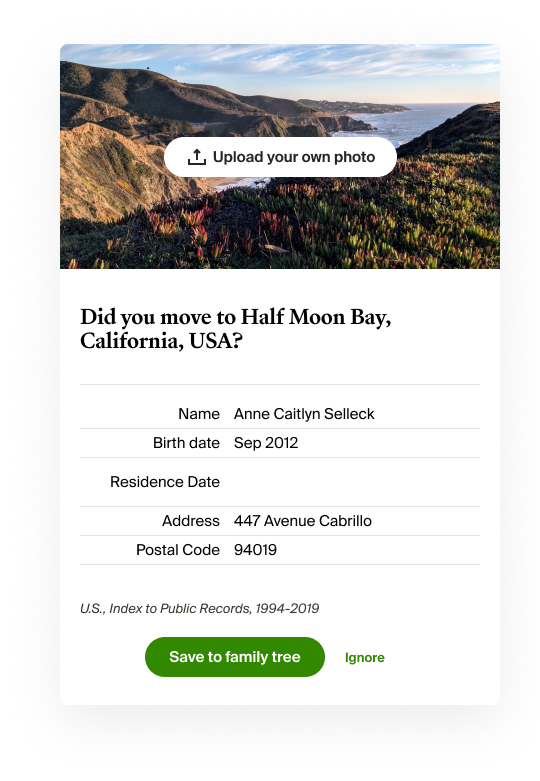 Upload your own photo
Did you move to Half Moon Bay,
California, USA?
Name Anne Caitlyn Selleck
Birth date Sep 2012
Residence Date
Address 447 Avenue Cabrillo
Postal Code 94019
U.S., Index to Public Records, 1994-2019
Save to family tree Ignore